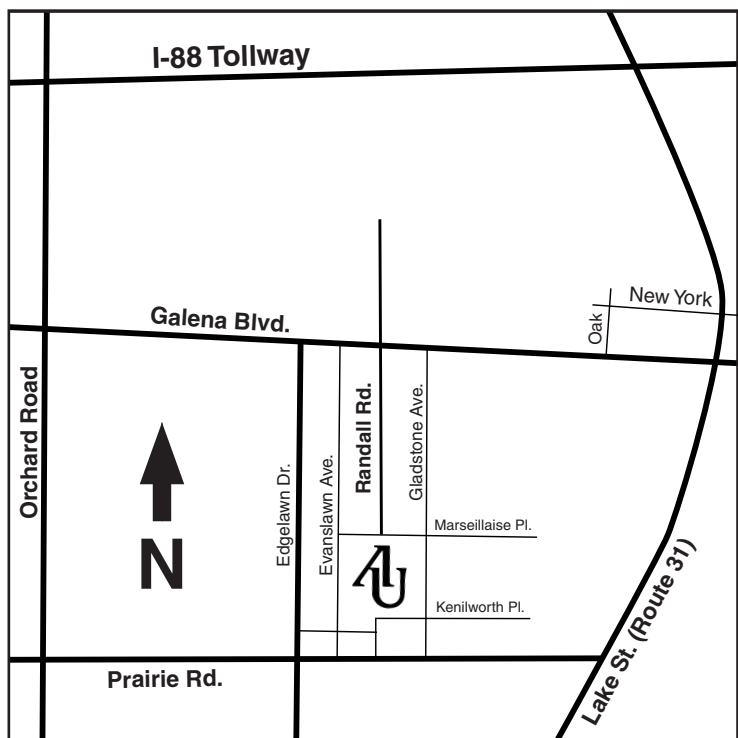 I-88 Tollway
New York
Galena Blvd.
Oak
Orchard Road
Randall Rd.
Gladstone Ave.
Edgelawn Dr.
Evanslawn Ave.
Marseillaise Pl.
N
AU
Kenilworth Pl.
Lake St. (Route 31)
Prairie Rd.